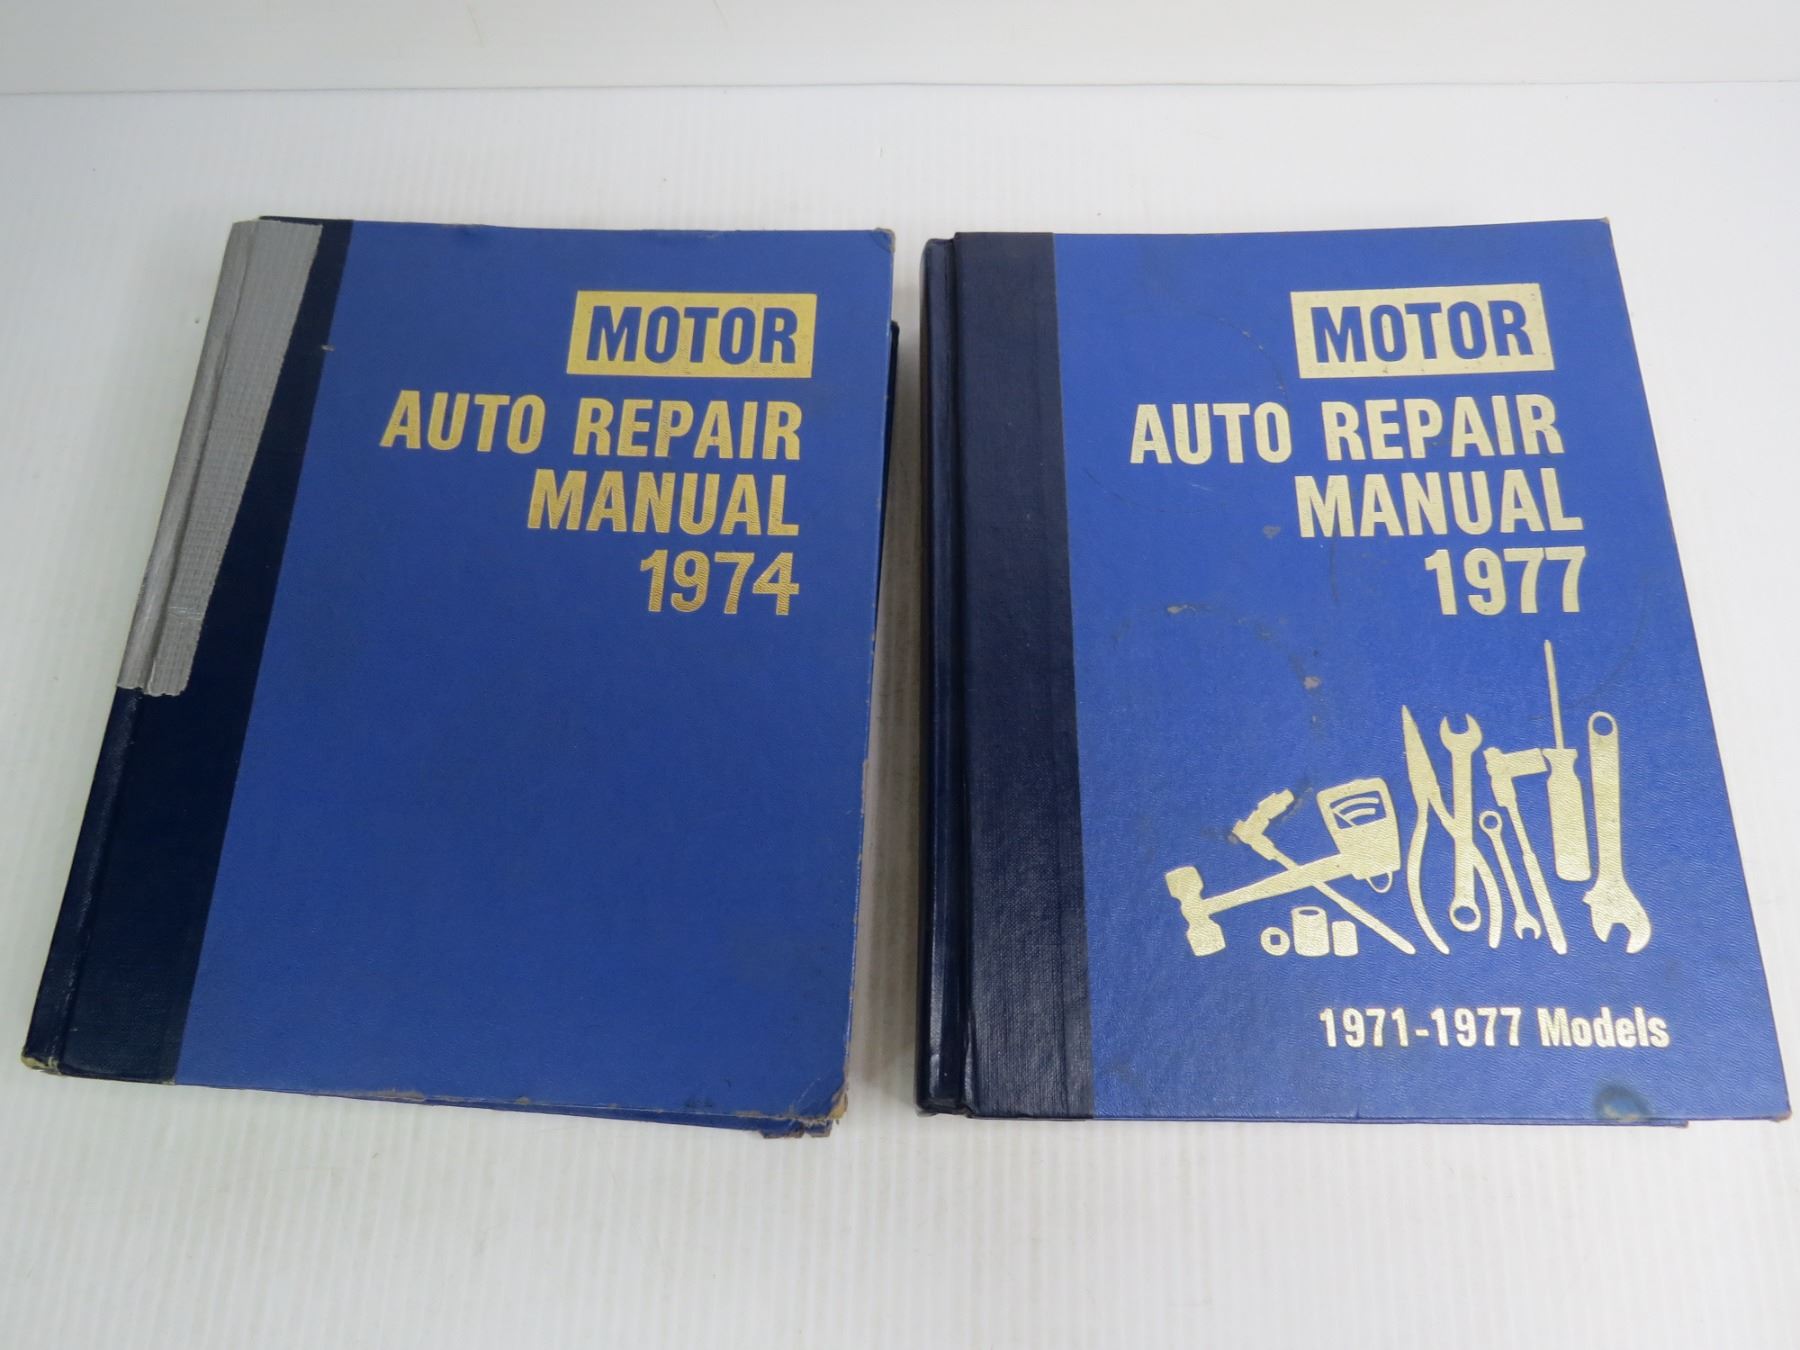 MOTOR
AUTO REPAIR
MANUAL
1974
MOTOR
AUTO REPAIR
MANUAL
1977
1971-1977 Models